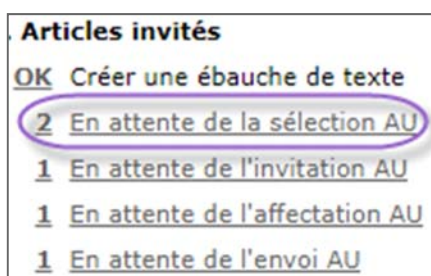 . Articles invités
OK Créer une ébauche de texte
2 En attente de la sélection AU
1 En attente de l'invitation AU
1 En attente de l'affectation AU
1 En attente de l'envoi AU